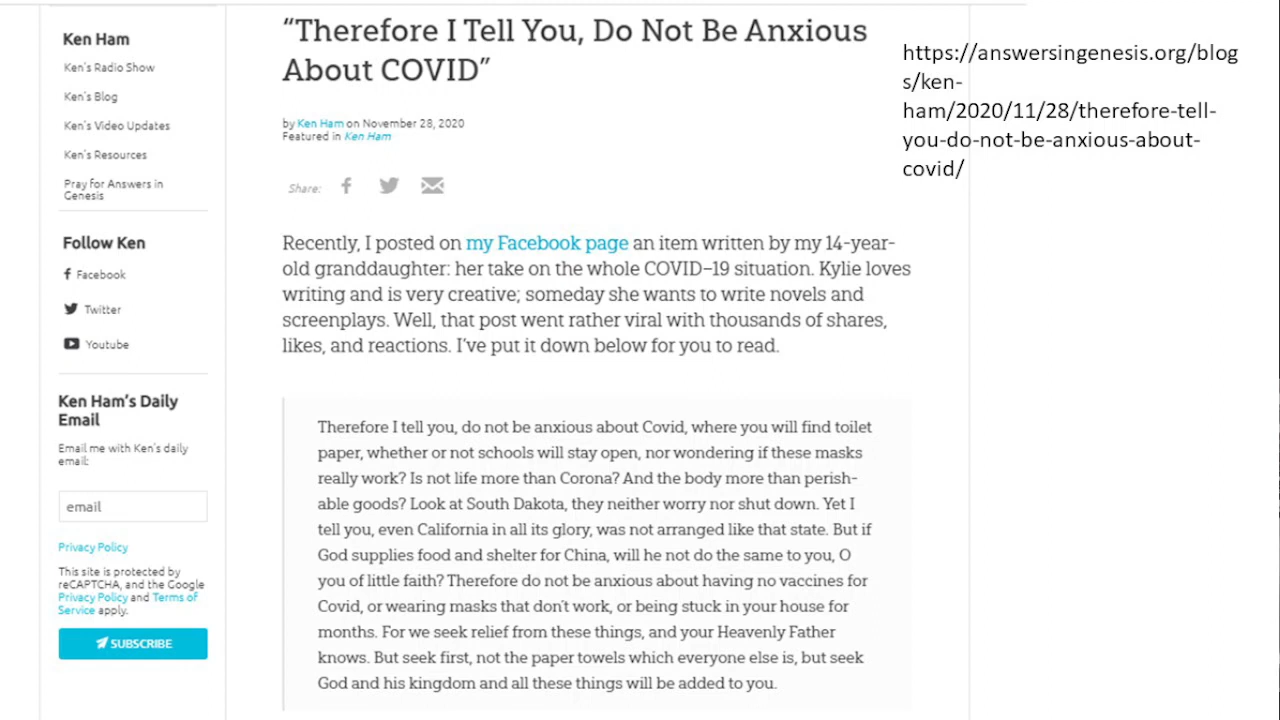 Ken Ham
Ken's Radio Show
Ken's Blog
Ken's Video Updates
Ken's Resources
Pray for Answers in
Genesis
Follow Ken
Facebook
Twitter
Youtube
Ken Ham's Daily
Email
Email me with Ken's daily
email:
email
Privacy Policy
This site is protected by
reCAPTCHA, and the Google
Privacy Policy and Terms of
Service apply.
SUBSCRIBE
“Therefore I Tell You, Do Not Be Anxious
About COVID”
by Ken Ham on November 28, 2020
Featured in Ken Ham
Share:
Recently, I posted on my Facebook page an item written by my 14-year-
old granddaughter: her take on the whole COVID–19 situation. Kylie loves
writing and is very creative; someday she wants to write novels and
screenplays. Well, that post went rather viral with thousands of shares,
likes, and reactions. I've put it down below for you to read.
Therefore I tell you, do not be anxious about Covid, where you will find toilet
paper, whether or not schools will stay open, nor wondering if these masks
really work? Is not life more than Corona? And the body more than perish-
able goods? Look at South Dakota, they neither worry nor shut down. Yet I
tell you, even California in all its glory, was not arranged like that state. But if
God supplies food and shelter for China, will he not do the same to you, O
you of little faith? Therefore do not be anxious about having no vaccines for
Covid, or wearing masks that don't work, or being stuck in your house for
months. For we seek relief from these things, and your Heavenly Father
knows. But seek first, not the paper towels which everyone else is, but seek
God and his kingdom and all these things will be added to you.
https://answersingenesis.org/blog
s/ken-
ham/2020/11/28/therefore-tell-
you-do-not-be-anxious-about-
covid/